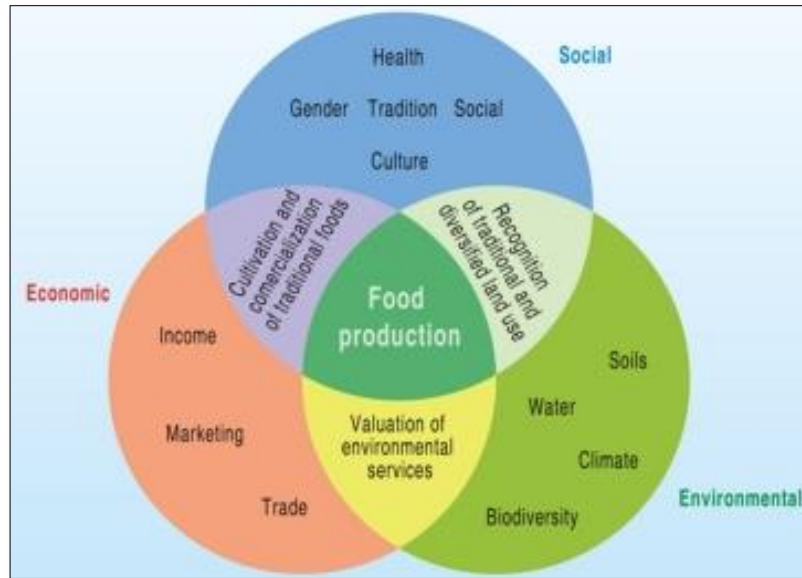 Health
Social
Gender Tradition Social
Culture
Cultivation and
comercialization
of traditional foods
Recognition
of traditional and
diversified land use
Economic
Food
production
Income
Soils
Water
Marketing
Valuation of
environmental
services
Climate
Trade
Biodiversity
Environmental